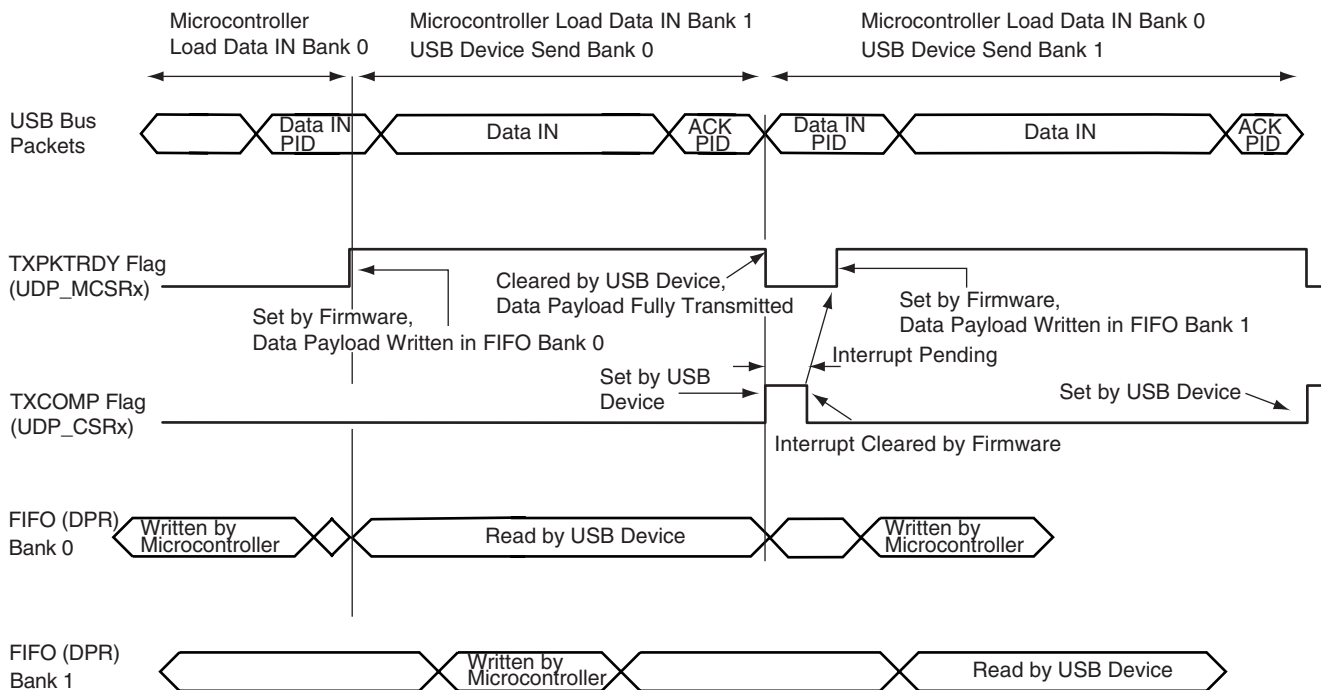 Microcontroller
Load Data IN Bank 0
Microcontroller Load Data IN Bank 1
USB Device Send Bank 0
Microcontroller Load Data IN Bank 0
USB Device Send Bank 1
USB Bus
Packets
Data IN
PID
Data IN
ACK
PID
Data IN
PID
Data IN
ACK
PID
TXPKTRDY Flag
(UDP_MCSRx)
Set by Firmware,
Data Payload Written in FIFO Bank 0
Cleared by USB Device,
Data Payload Fully Transmitted
Set by Firmware,
Data Payload Written in FIFO Bank 1
Interrupt Pending
TXCOMP Flag
(UDP_CSRx)
Set by USB
Device
Set by USB Device
Interrupt Cleared by Firmware
FIFO (DPR)
Bank 0
Written by
Microcontroller
Read by USB Device
Written by
Microcontroller
FIFO (DPR)
Bank 1
Written by
Microcontroller
Read by USB Device